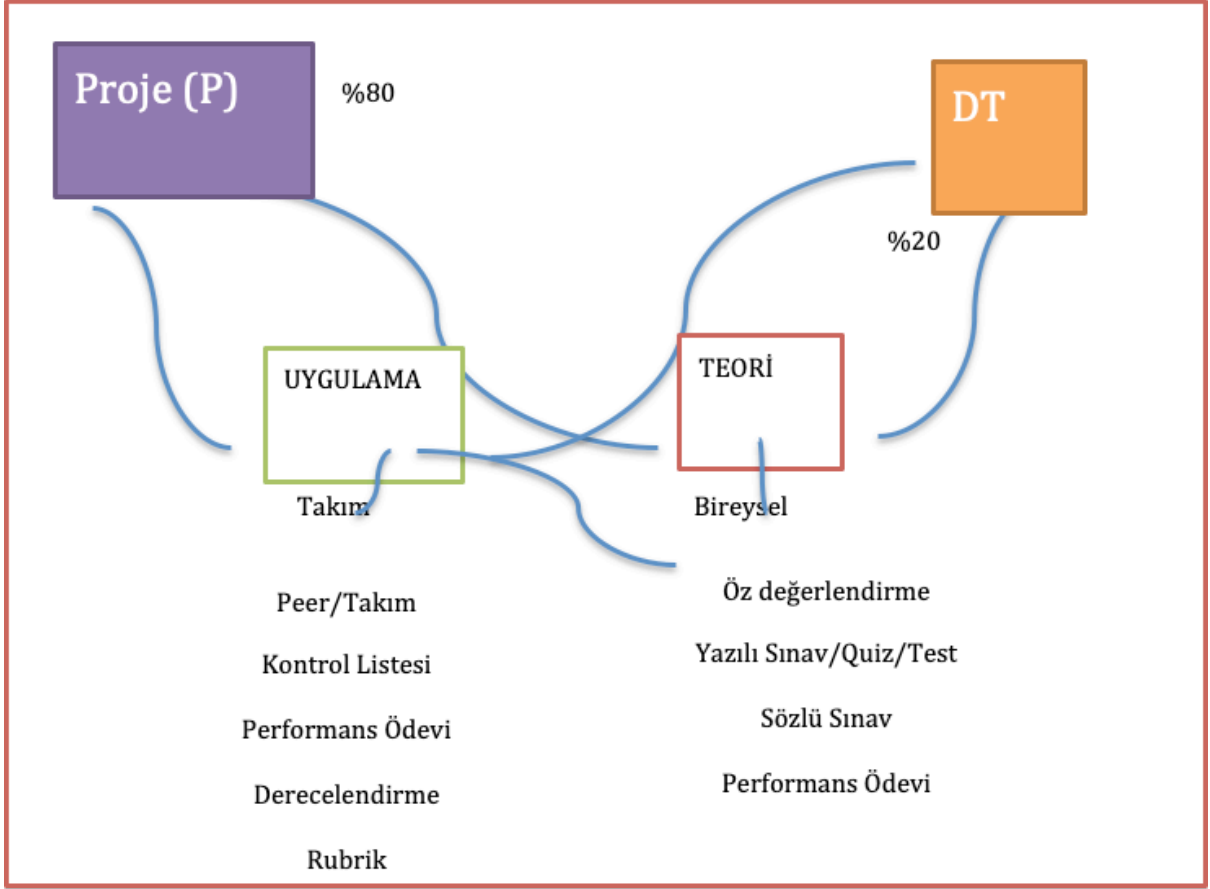 Proje (P)
%80
DT
%20
UYGULAMA
TEORİ
Takım
Bireysel
Peer/Takım
Kontrol Listesi
Performans Ödevi
Derecelendirme
Rubrik
Öz değerlendirme
Yazılı Sınav/Quiz/Test
Sözlü Sınav
Performans Ödevi